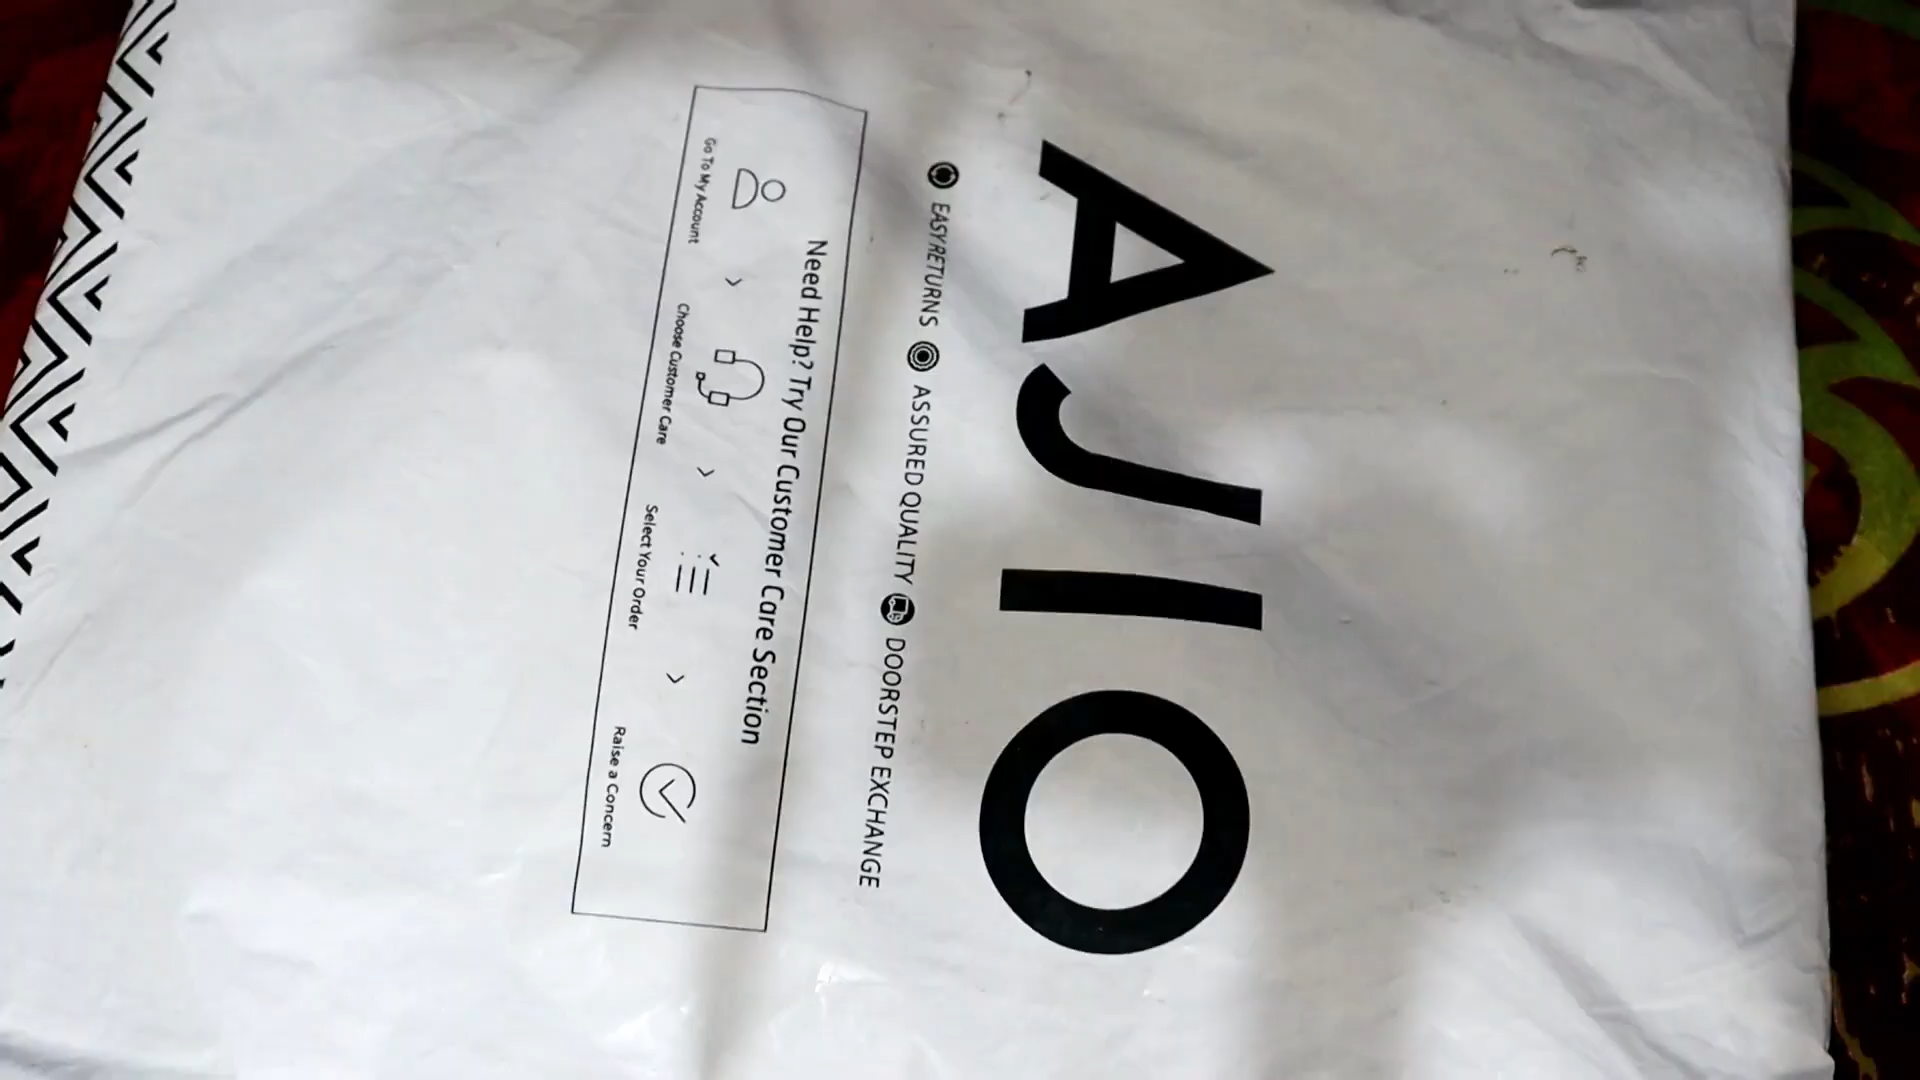 AJIO
EASY RETURNS ASSURED QUALITY DOORSTEP EXCHANGE
Need Help? Try Our Customer Care Section
Go To My Account > Choose Customer Care > Select Your Order > Raise a Concern